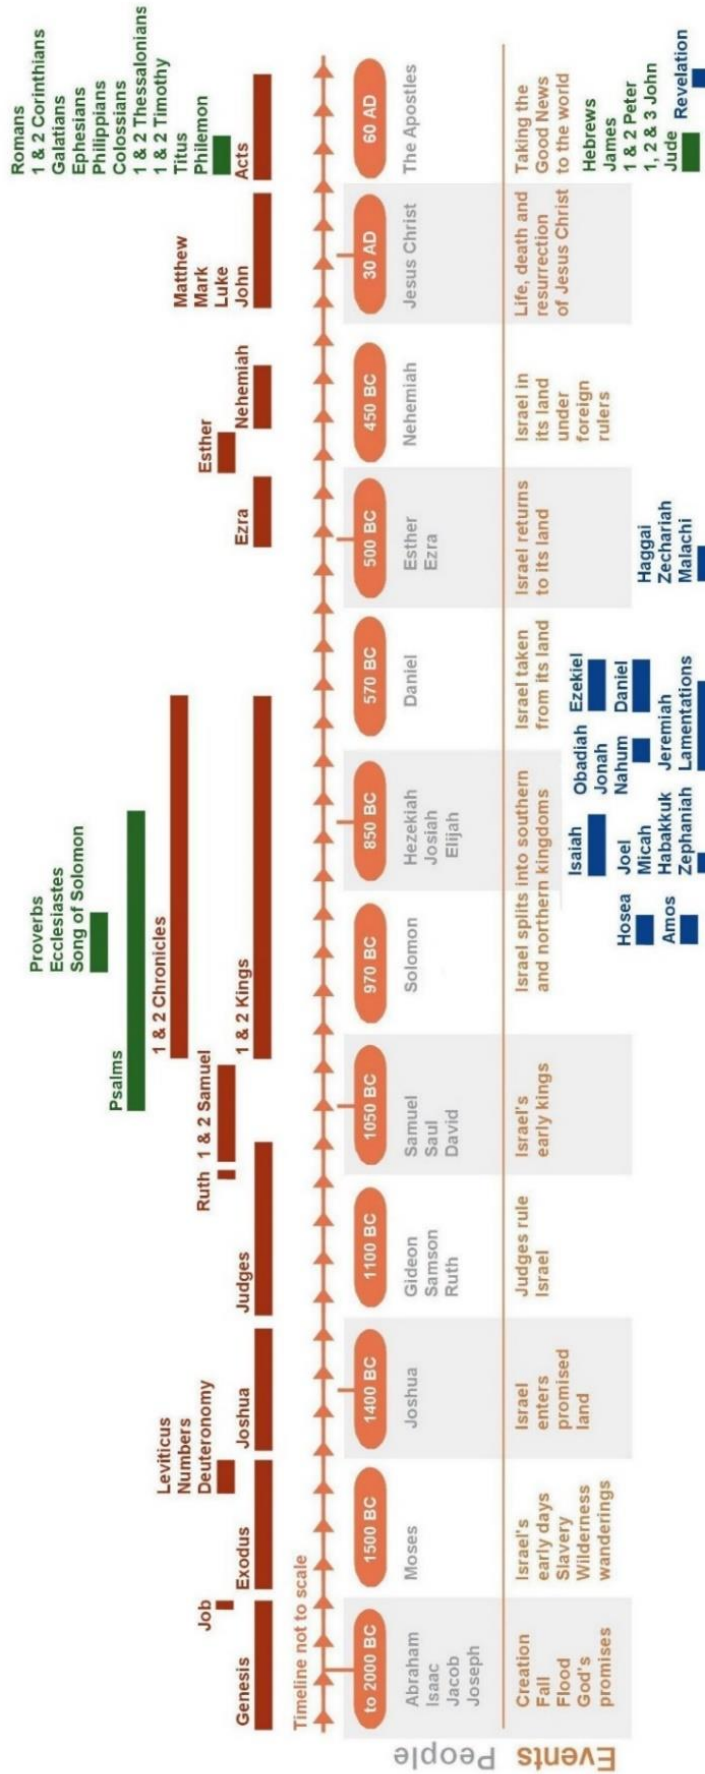 Romans
1 & 2 Corinthians
Galatians
Ephesians
Philippians
Colossians
1 & 2 Thessalonians
1 & 2 Timothy
Titus
Philemon
Proverbs
Ecclesiastes
Song of Solomon
Psalms
1 & 2 Chronicles
Matthew
Mark
Luke
John
Leviticus
Numbers
Deuteronomy
Job
Ruth
1 & 2 Samuel
Esther
Genesis
Exodus
Joshua
Judges
1 & 2 Kings
Ezra
Nehemiah
Acts
Timeline not to scale
to 2000 BC
1500 BC
1400 BC
1100 BC
1050 BC
970 BC
850 BC
570 BC
500 BC
450 BC
30 AD
60 AD
People
Abraham
Isaac
Jacob
Joseph
Moses
Joshua
Gideon
Samson
Ruth
Samuel
Saul
David
Solomon
Hezekiah
Josiah
Elijah
Daniel
Esther
Ezra
Nehemiah
Jesus Christ
The Apostles
Events
Creation
Fall
Flood
God's
promises
Israel's
early days
Slavery
Wilderness
wanderings
Israel
enters
promised
land
Judges rule
Israel
Israel's
early kings
Israel splits into southern
and northern kingdoms
Israel taken
from its land
Israel returns
to its land
Israel in
its land
under
foreign
rulers
Life, death and
resurrection
of Jesus Christ
Taking the
Good News
to the world
Hosea
Amos
Isaiah
Joel
Micah
Habakkuk
Zephaniah
Obadiah
Jonah
Nahum
Jeremiah
Lamentations
Ezekiel
Daniel
Haggai
Zechariah
Malachi
Hebrews
James
1 & 2 Peter
1, 2 & 3 John
Jude
Revelation